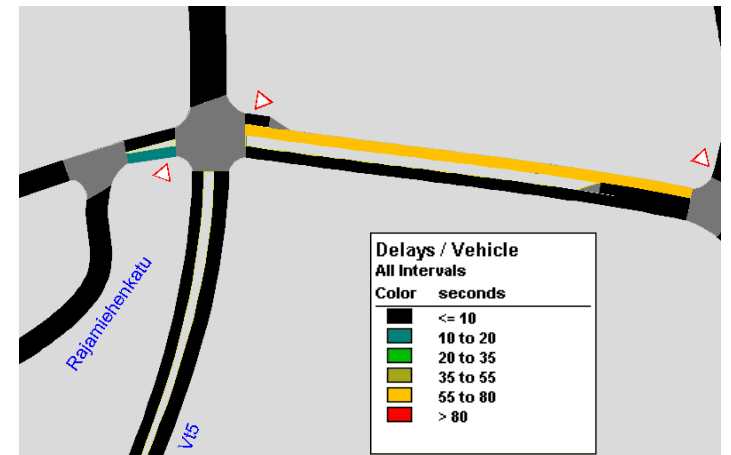 Rajamiehenkatu
Vt5
Delays / Vehicle
All Intervals
Color seconds
<= 10
10 to 20
20 to 35
35 to 55
55 to 80
> 80